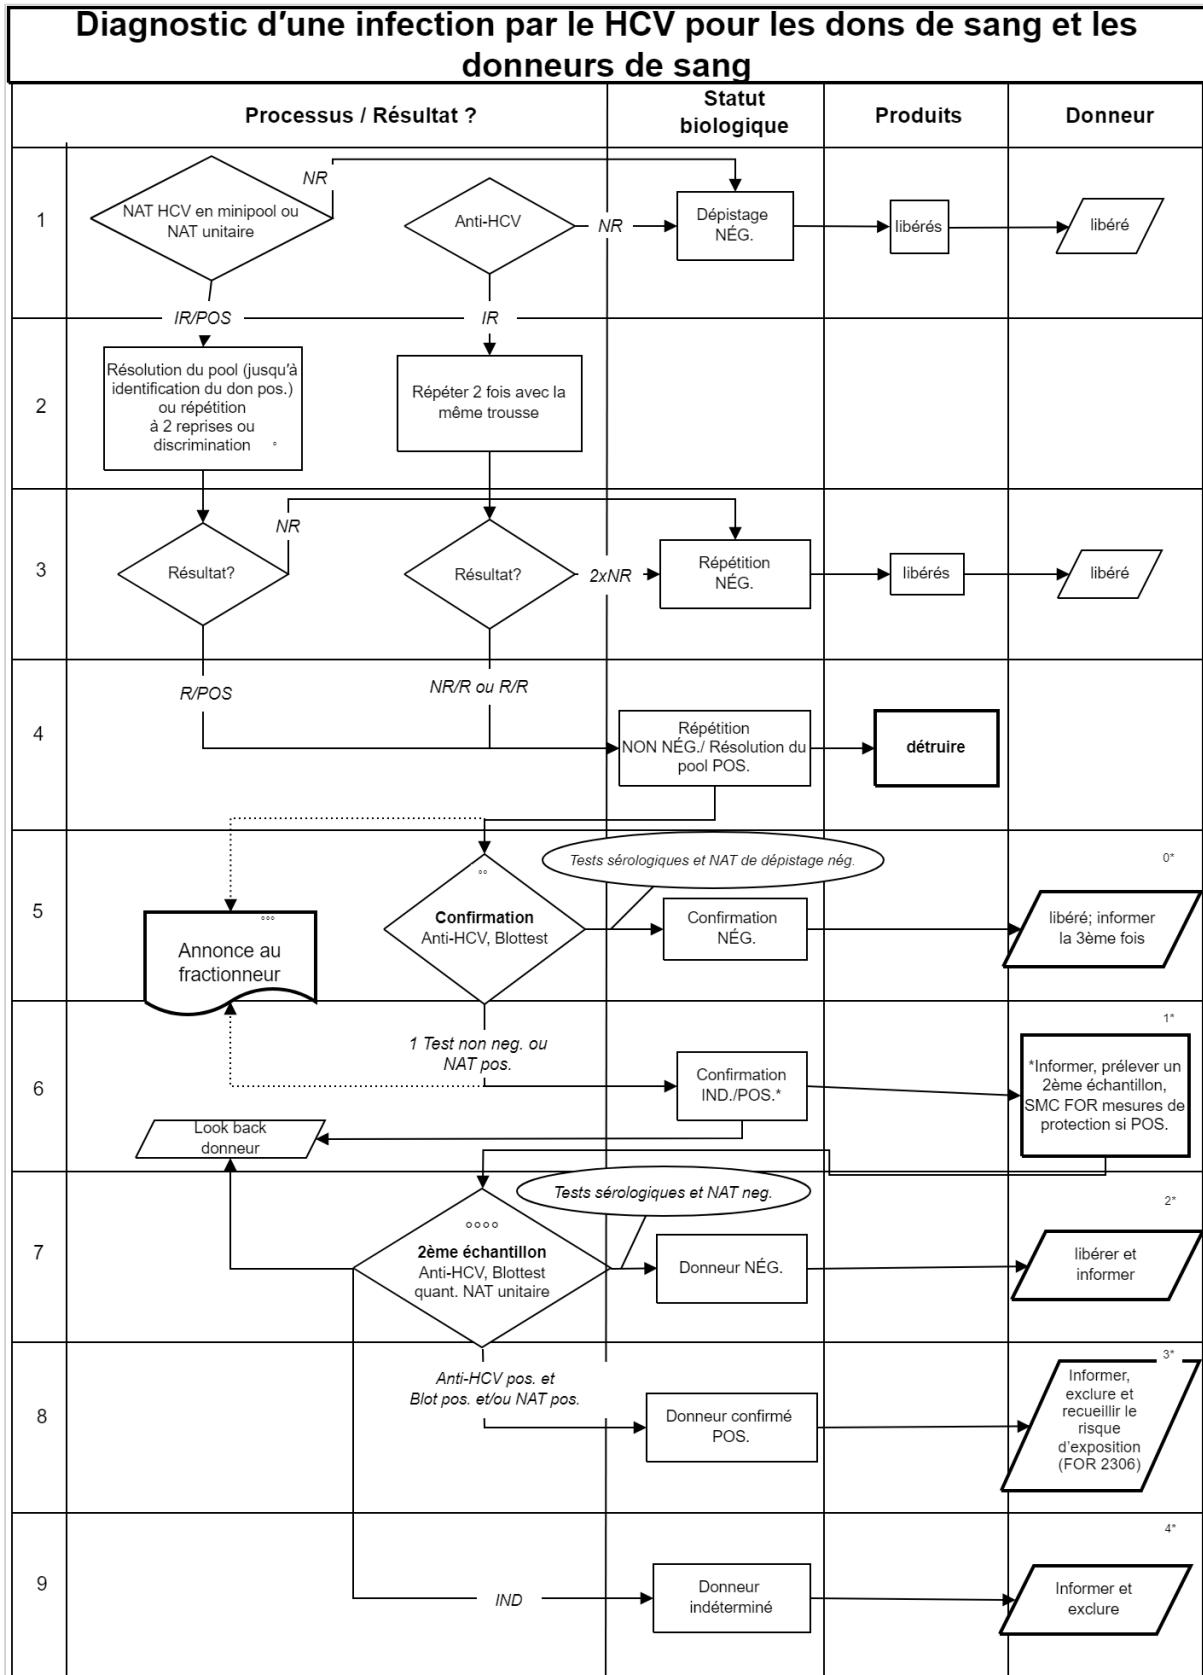 Diagnostic d'une infection par le HCV pour les dons de sang et les
donneurs de sang
Processus / Résultat ?
Statut
biologique
Produits
Donneur
1
NAT HCV en minipool ou
NAT unitaire
NR
Anti-HCV
NR
Dépistage
NÉG.
libérés
libéré
IR/POS
IR
2
Résolution du pool (jusqu'à
identification du don pos.)
ou répétition
à 2 reprises ou
discrimination °
Répéter 2 fois avec la
même trousse
3
Résultat?
NR
Résultat?
2xNR
Répétition
NÉG.
libérés
libéré
R/POS
NR/R ou R/R
4
Répétition
NON NÉG./ Résolution du
pool POS.
détruire
5
°°
Confirmation
Anti-HCV, Blottest
Tests sérologiques et NAT de dépistage nég.
Confirmation
NÉG.
0*
libéré; informer
la 3ème fois
°°°
Annonce au
fractionneur
6
1 Test non neg. ou
NAT pos.
Confirmation
IND./POS.*
1*
*Informer, prélever un
2ème échantillon,
SMC FOR mesures de
protection si POS.
Look back
donneur
7
°°°°
2ème échantillon
Anti-HCV, Blottest
quant. NAT unitaire
Tests sérologiques et NAT neg.
Donneur NÉG.
2*
libérer et
informer
8
Anti-HCV pos. et
Blot pos. et/ou NAT pos.
Donneur confirmé
POS.
3*
Informer,
exclure et
recueillir le
risque
d'exposition
(FOR 2306)
9
IND
Donneur
indéterminé
4*
Informer et
exclure